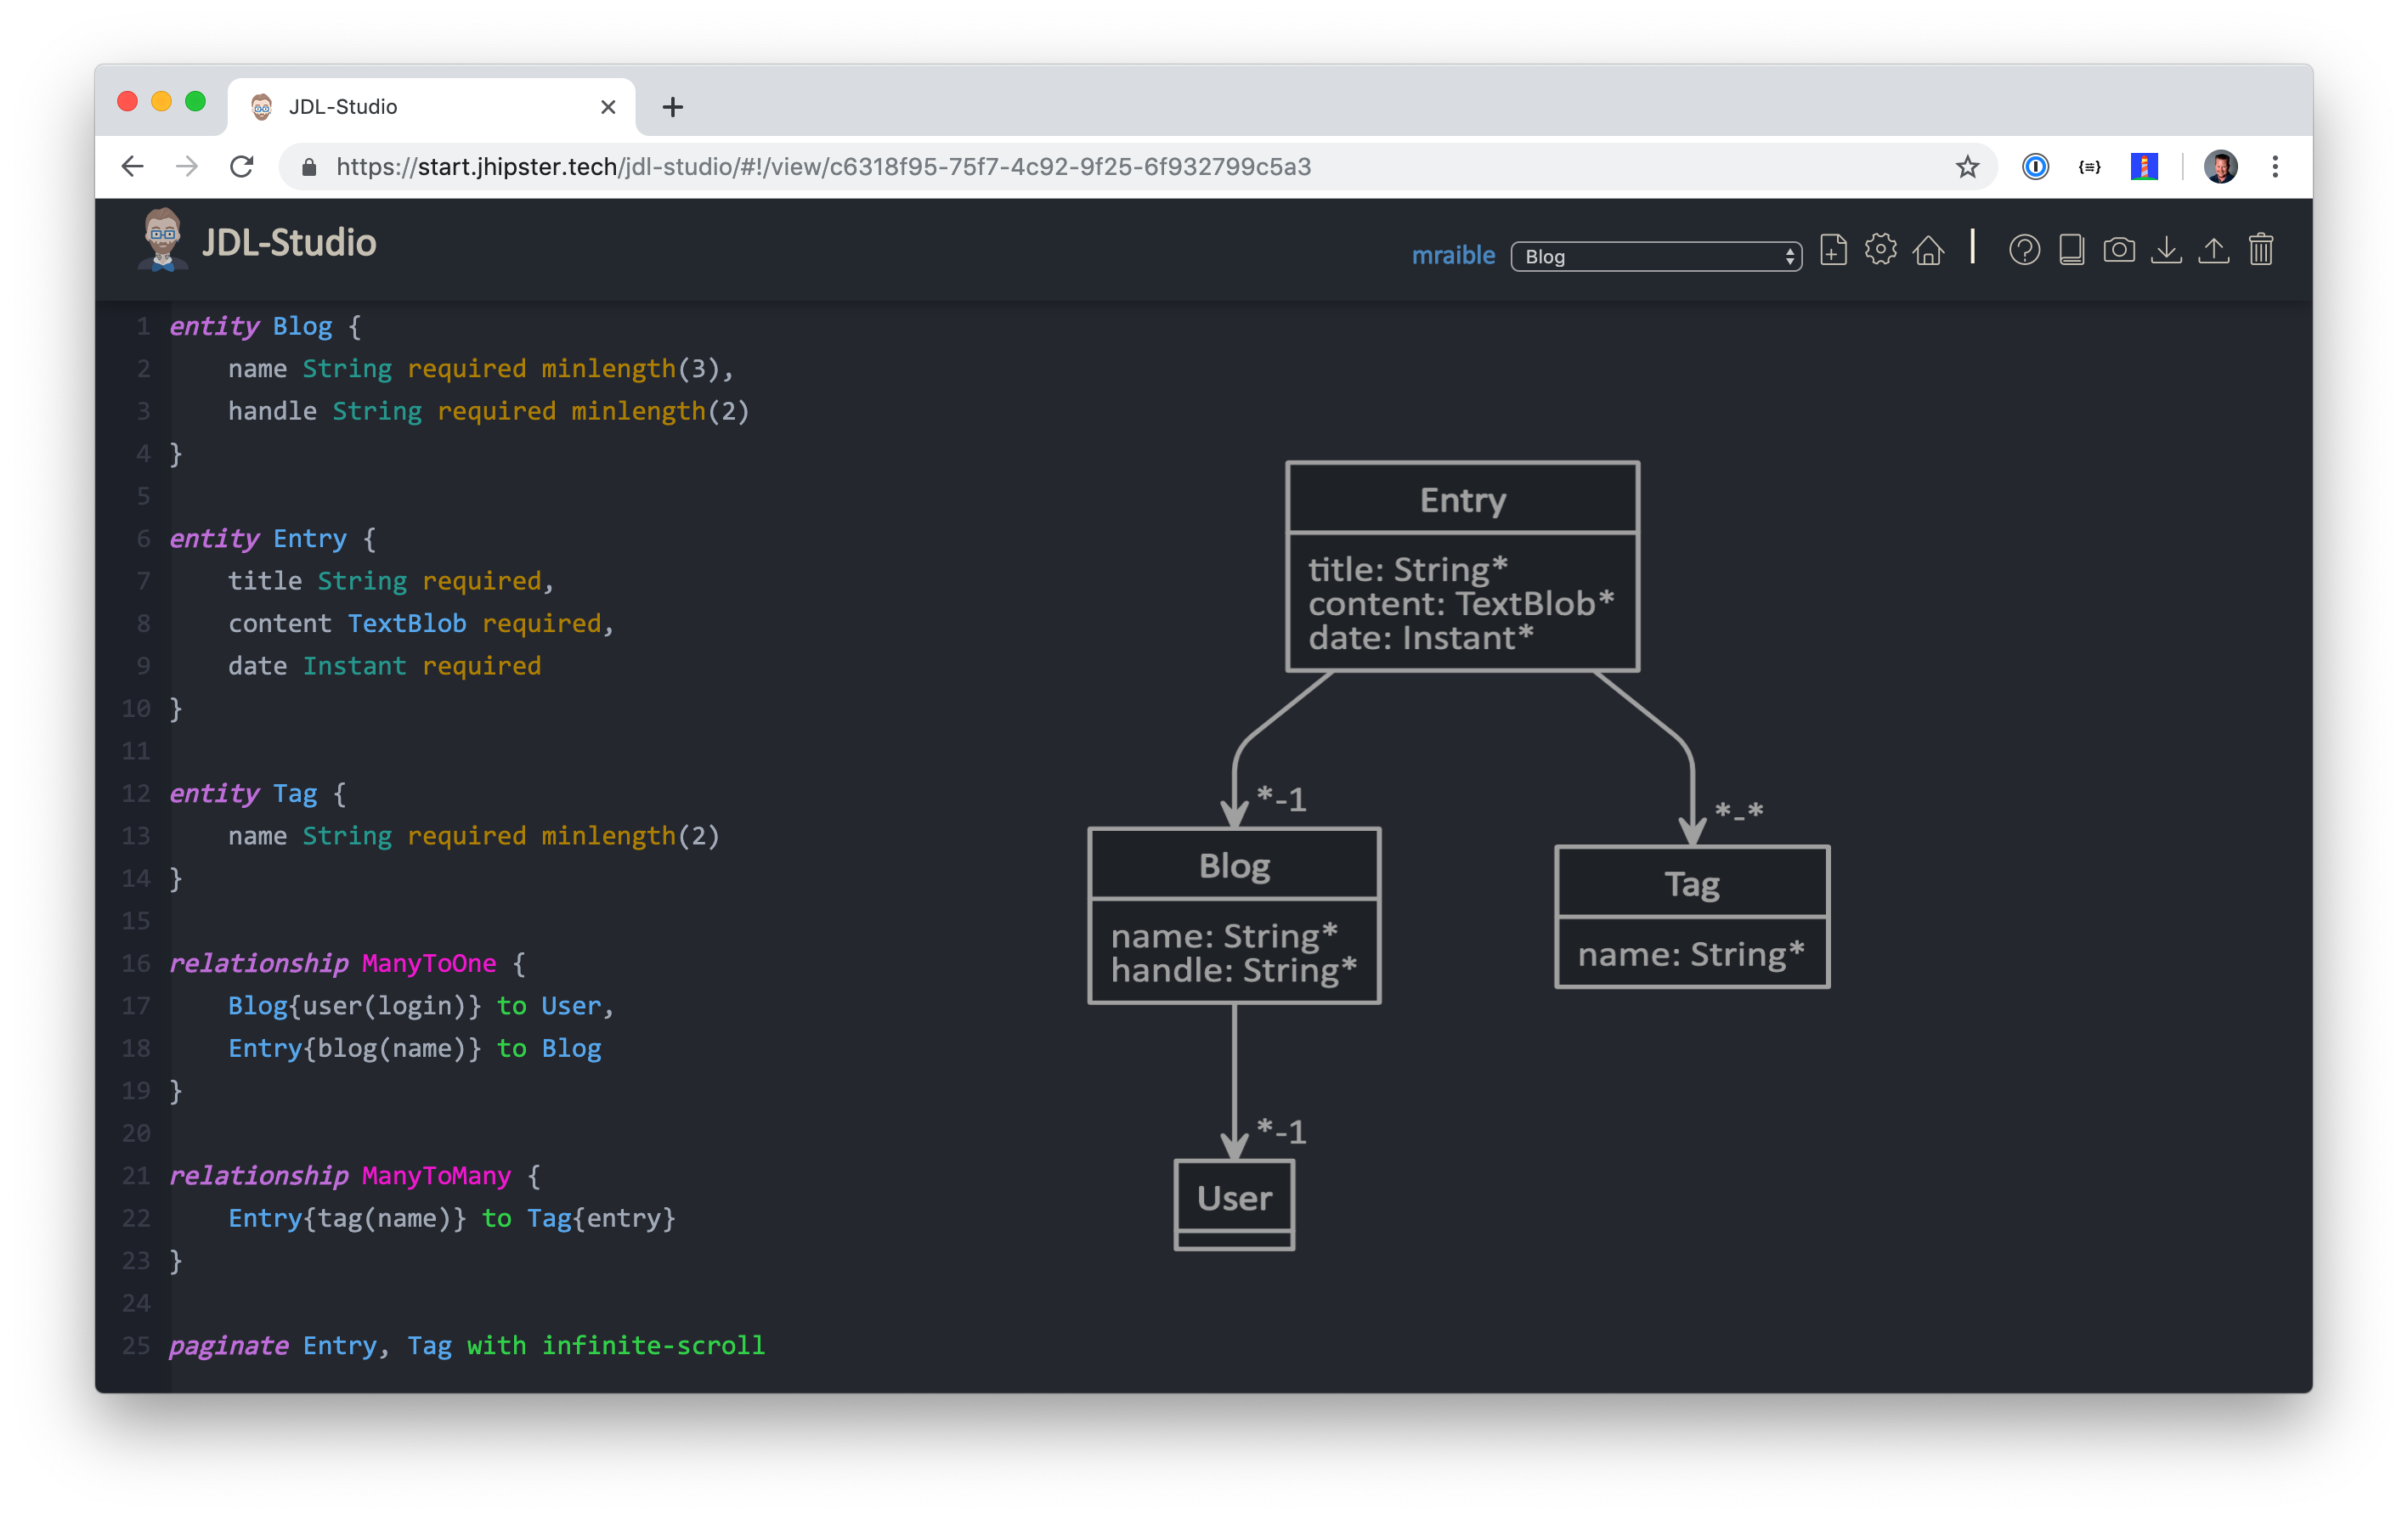 JDL-Studio
https://start.jhipster.tech/jdl-studio/#!/view/c6318f95-75f7-4c92-9f25-6f932799c5a3
JDL-Studio
mraible
Blog
1 entity Blog {
2     name String required minlength(3),
3     handle String required minlength(2)
4 }
5
6 entity Entry {
7     title String required,
8     content TextBlob required,
9     date Instant required
10 }
11
12 entity Tag {
13     name String required minlength(2)
14 }
15
16 relationship ManyToOne {
17     Blog{user(login)} to User,
18     Entry{blog(name)} to Blog
19 }
20
21 relationship ManyToMany {
22     Entry{tag(name)} to Tag{entry}
23 }
24
25 paginate Entry, Tag with infinite-scroll
Entry
title: String*
content: TextBlob*
date: Instant*
*-1
*-*
Blog
name: String*
handle: String*
Tag
name: String*
*-1
User